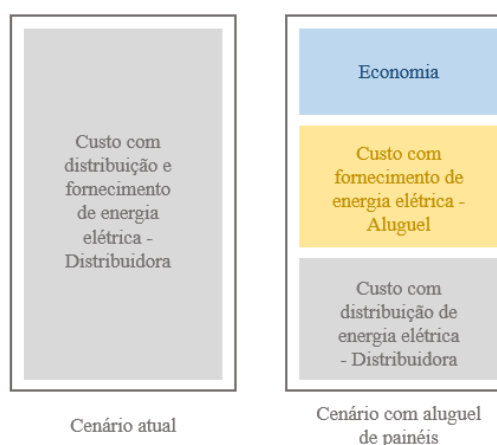 Custo com
distribuição e
fornecimento
de energia
elétrica -
Distribuidora
Cenário atual
Economia
Custo com
fornecimento de
energia elétrica -
Aluguel
Custo com
distribuição de
energia elétrica
- Distribuidora
Cenário com aluguel
de painéis